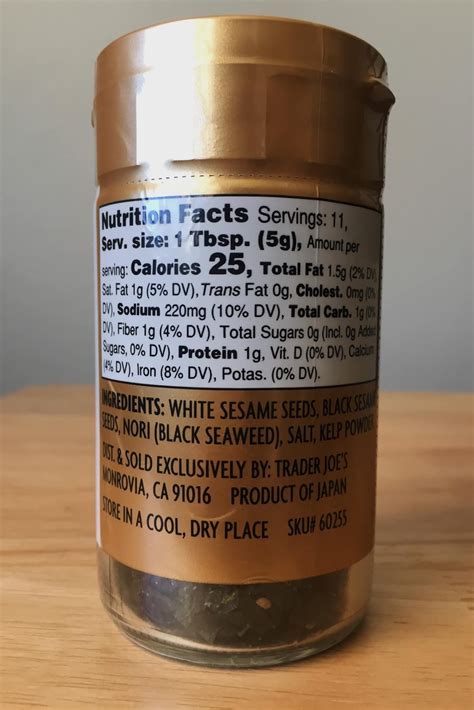 Nutrition Facts Servings: 11,
Serv. size: 1 Tbsp. (5g), Amount per
serving: Calories 25, Total Fat 1.5g (2% DV),
Sat. Fat 1g (5% DV), Trans Fat 0g, Cholest. 0mg (0%
DV), Sodium 220mg (10% DV), Total Carb. 1g (0%
DV), Fiber 1g (4% DV), Total Sugars 0g (Incl. 0g Added
Sugars, 0% DV), Protein 1g, Vit. D (0% DV), Calcium
(4% DV), Iron (8% DV), Potas. (0% DV).
INGREDIENTS: WHITE SESAME SEEDS, BLACK SESAME
SEEDS, NORI (BLACK SEAWEED), SALT, KELP POWDER
DIST. & SOLD EXCLUSIVELY BY: TRADER JOE'S
MONROVIA, CA 91016 PRODUCT OF JAPAN
STORE IN A COOL, DRY PLACE SKU# 60255